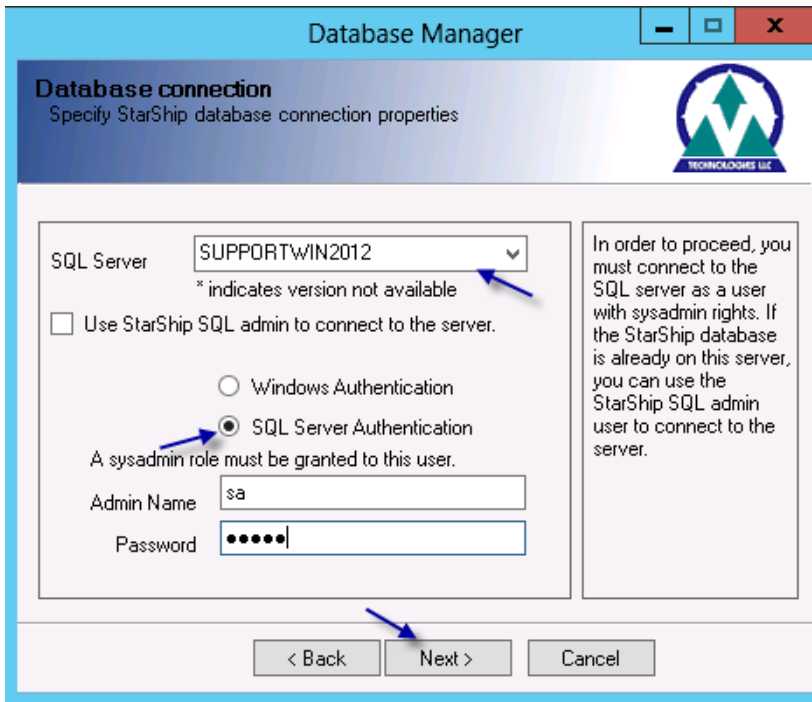 Database Manager
Database connection
Specify StarShip database connection properties
TECHNOLOGIES LLC
SQL Server
SUPPORTWIN2012
* indicates version not available
Use StarShip SQL admin to connect to the server.
Windows Authentication
SQL Server Authentication
A sysadmin role must be granted to this user.
Admin Name
sa
Password
●●●●●
In order to proceed, you
must connect to the
SQL server as a user
with sysadmin rights. If
the StarShip database
is already on this server,
you can use the
StarShip SQL admin
user to connect to the
server.
< Back
Next >
Cancel